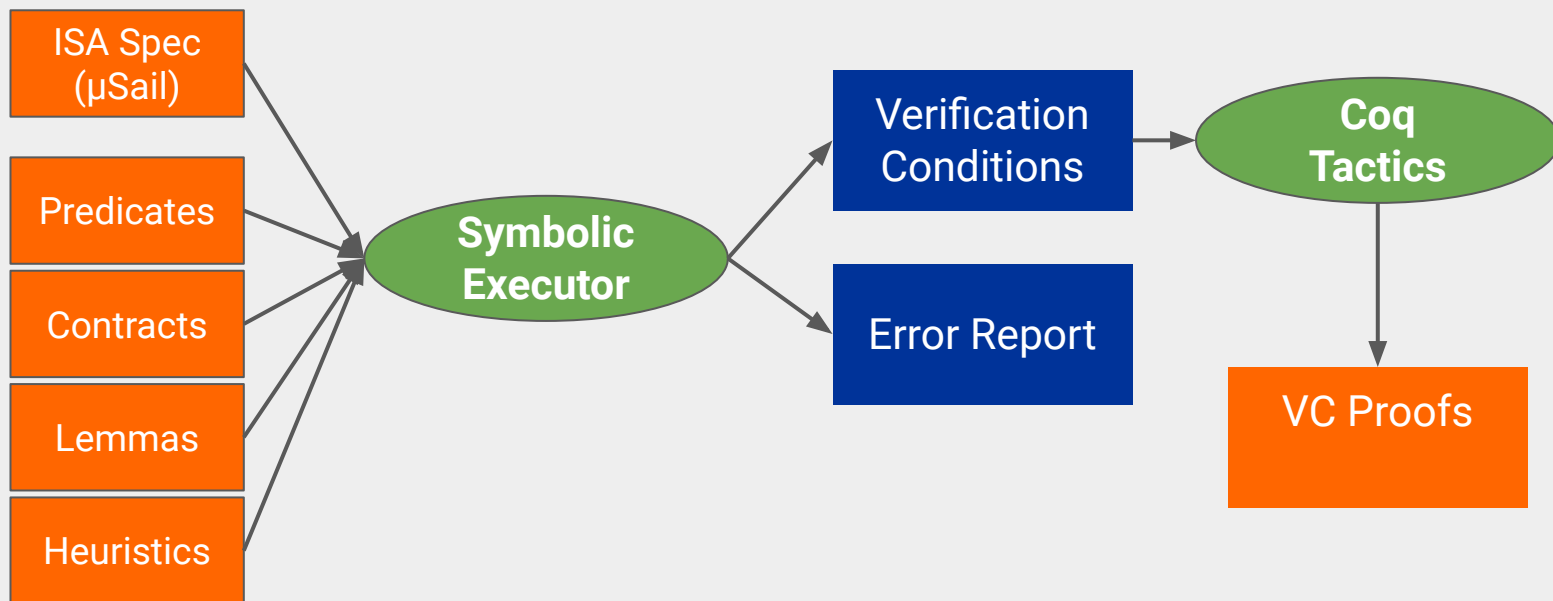 ISA Spec
(µSail)
Predicates
Contracts
Lemmas
Heuristics
Symbolic
Executor
Verification
Conditions
Error Report
Coq
Tactics
VC Proofs